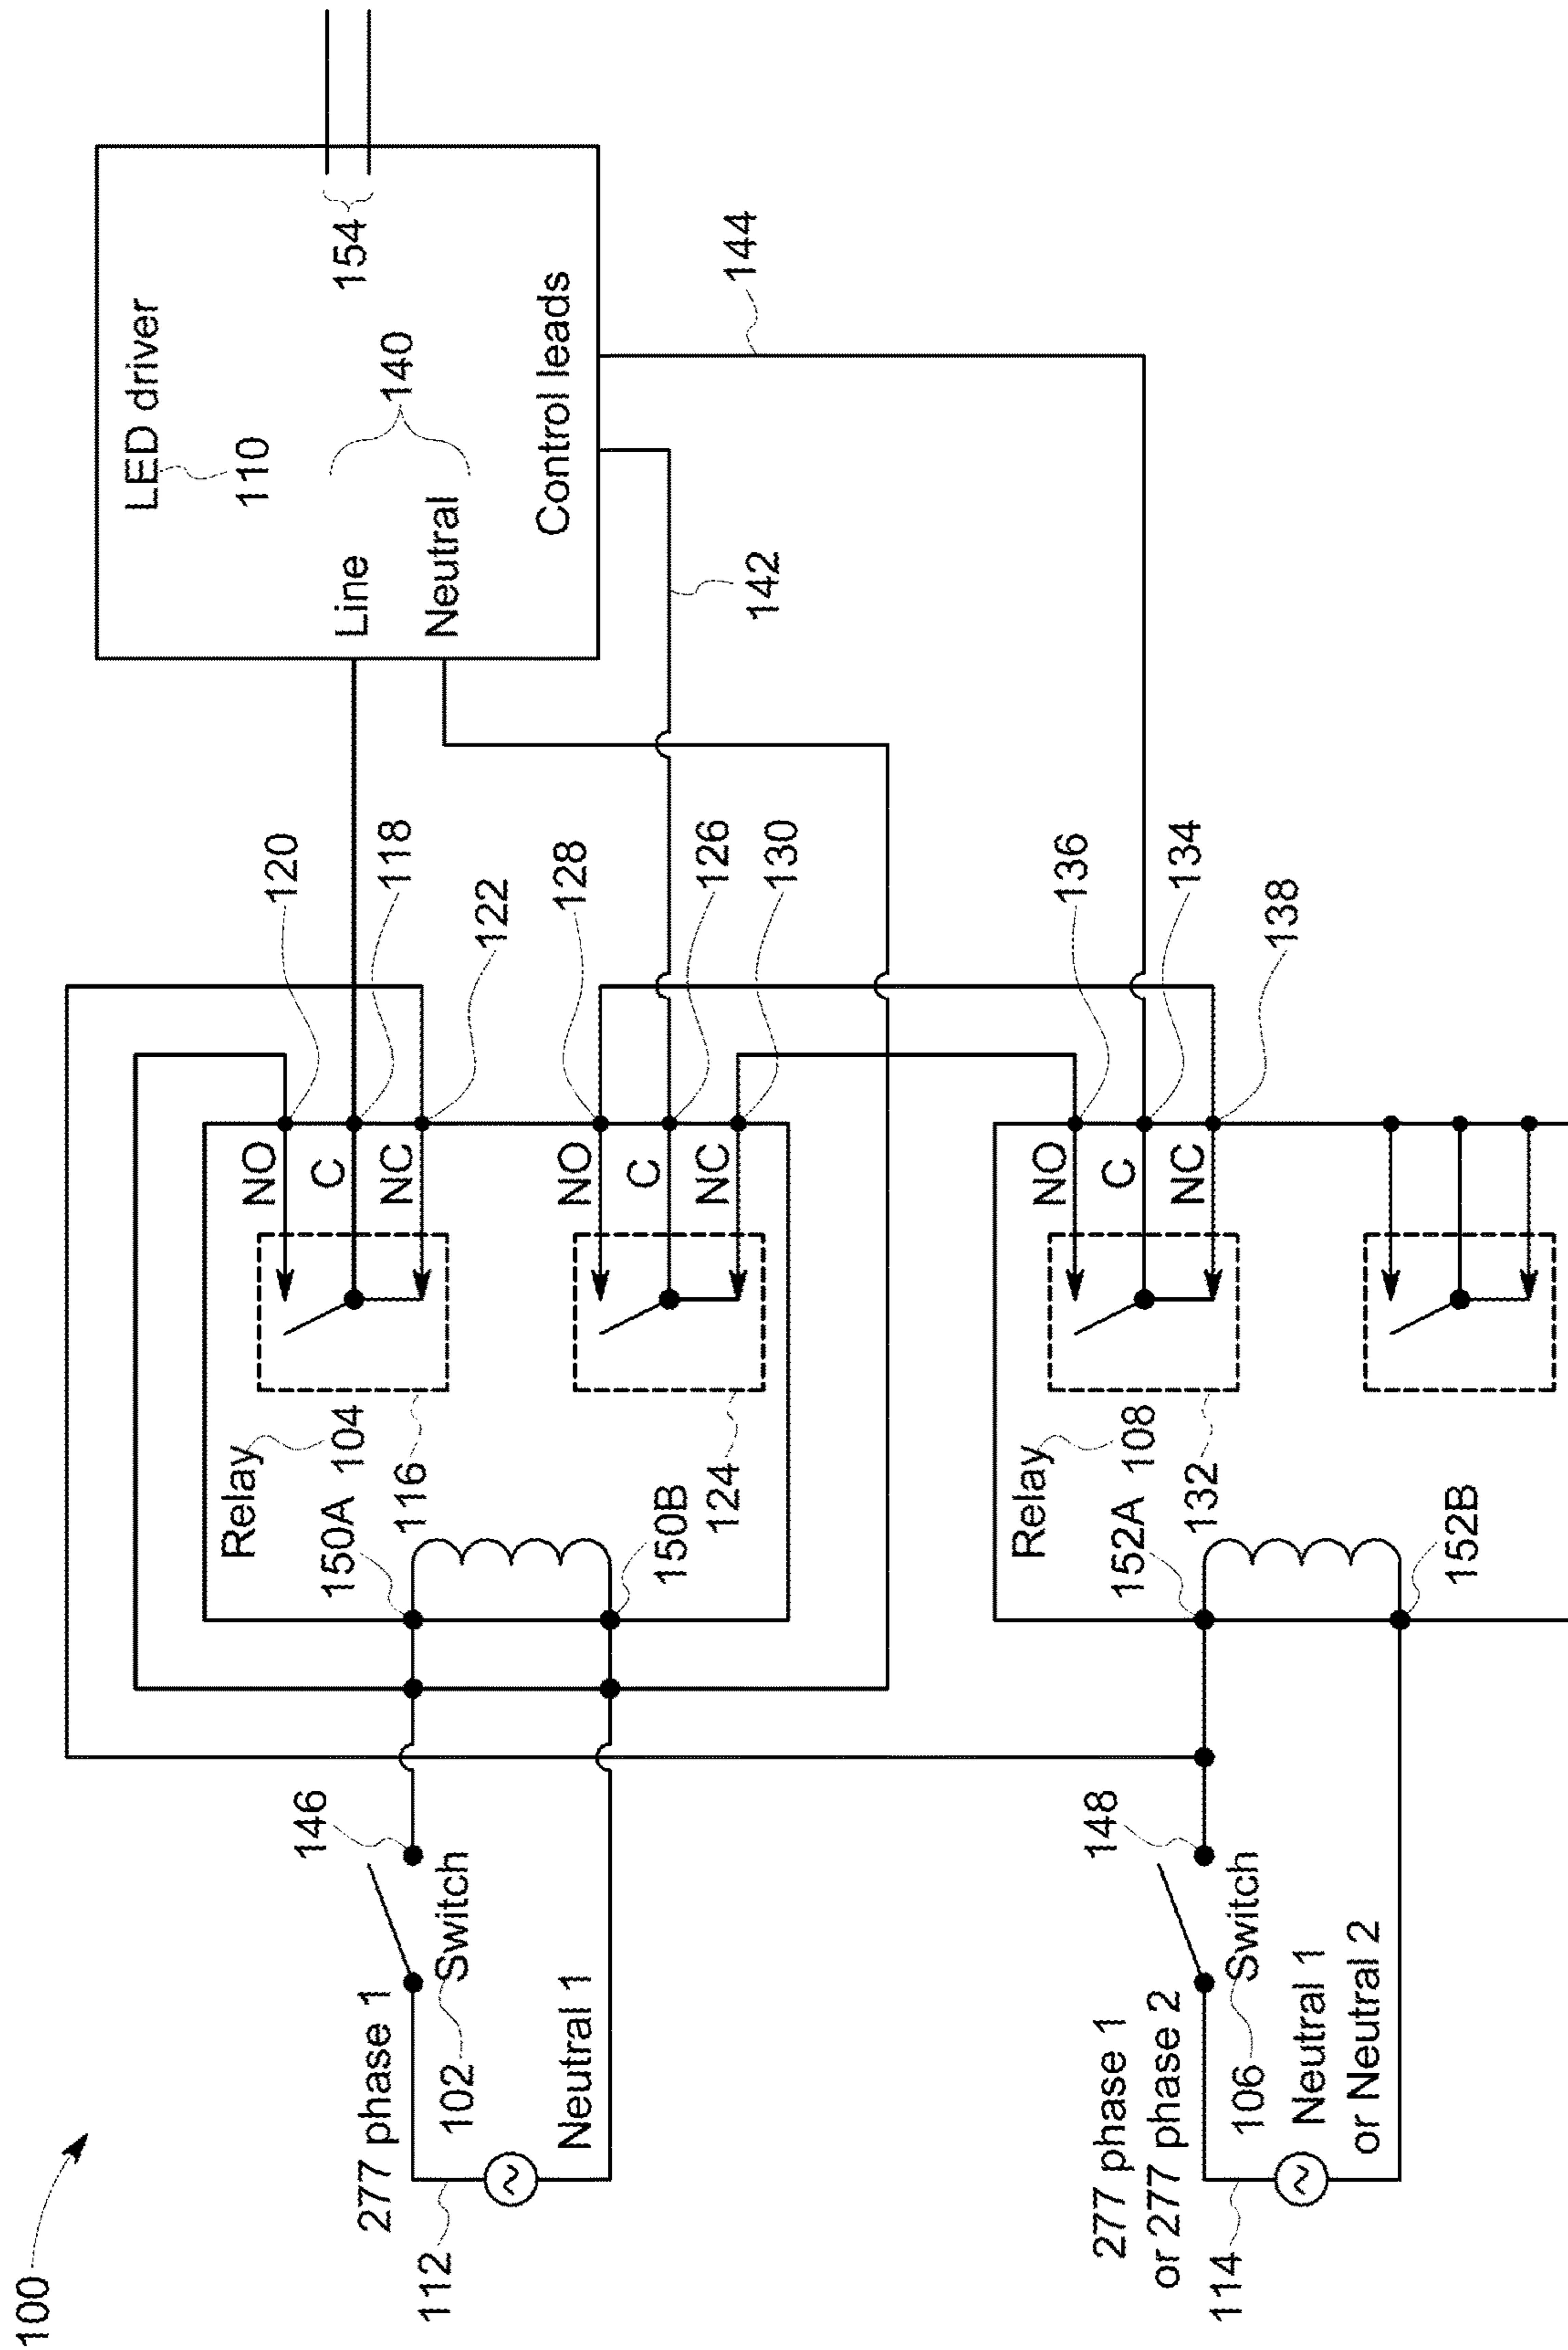 100
112
277 phase 1
102
Switch
146
Neutral 1
Relay
104
150A
116
150B
124
NO
C
NC
NO
C
NC
120
118
122
128
126
130
LED driver
110
Line
Neutral
140
154
Control leads
142
144
114
277 phase 1
or 277 phase 2
106
Switch
148
Neutral 1
or Neutral 2
Relay
108
152A
132
152B
NO
C
NC
136
134
138